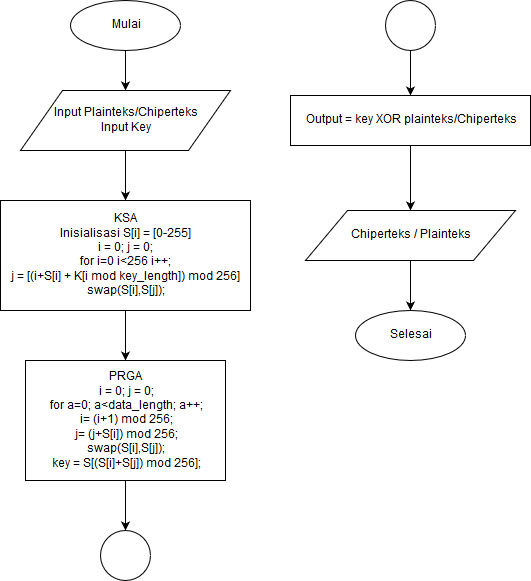 Mulai
Input Plainteks/Chiperteks
Input Key
KSA
Inisialisasi S[i] = [0-255]
i = 0; j = 0;
for i=0 i<256 i++;
j = [(i+S[i] + K[i mod key_length]) mod 256]
swap(S[i],S[j]);
PRGA
i = 0; j = 0;
for a=0; a<data_length; a++;
i= (i+1) mod 256;
j= (j+S[i]) mod 256;
swap(S[i],S[j]);
key = S[(S[i]+S[j]) mod 256];
Output = key XOR plainteks/Chiperteks
Chiperteks / Plainteks
Selesai